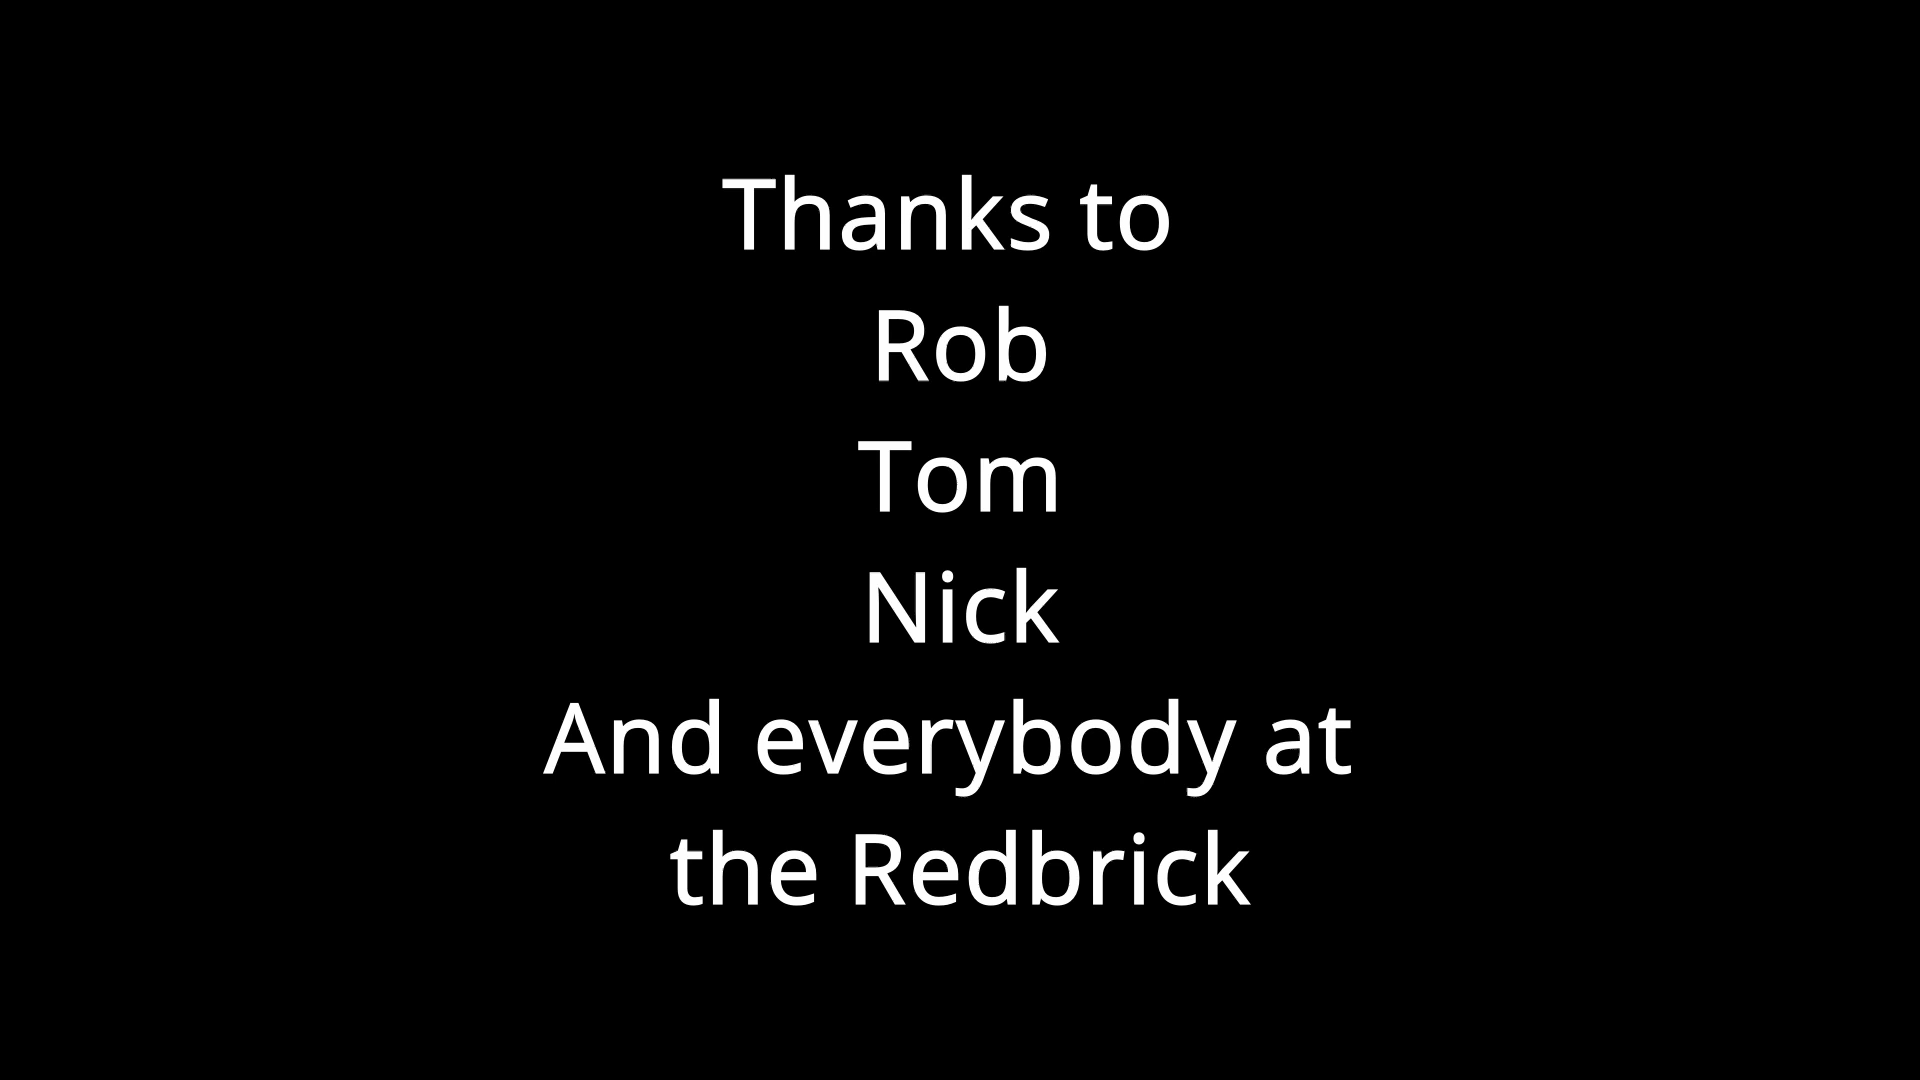 Thanks to
Rob
Tom
Nick
And everybody at
the Redbrick